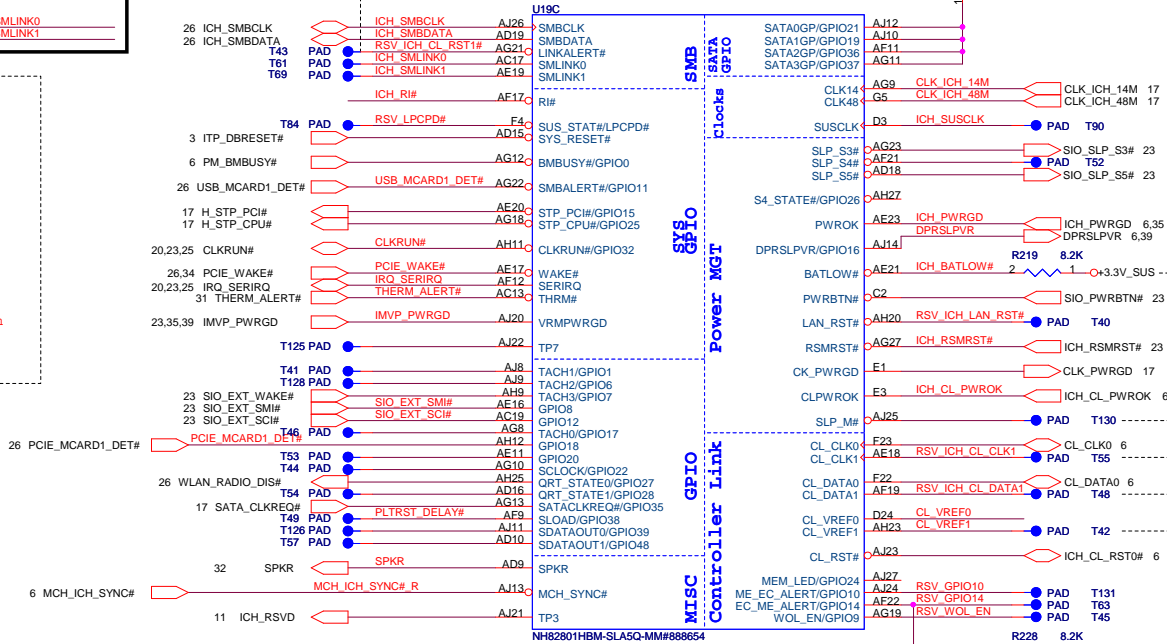 SMLINK0
SMLINK1
U19C
26 ICH_SMBCLK ICH_SMBCLK AJ26 SMBCLK
26 ICH_SMBDATA ICH_SMBDATA AD19 SMBDATA
T43 PAD RSV_ICH_CL_RST1# AG21 LINKALERT#
T61 PAD ICH_SMLINK0 AC17 SMLINK0
T69 PAD ICH_SMLINK1 AE19 SMLINK1
ICH_RI# AF17 RI#
T84 PAD RSV_LPCPD# F4 SUS_STAT#/LPCPD#
3 ITP_DBRESET# AD15 SYS_RESET#
6 PM_BMBUSY# AG12 BMBUSY#/GPIO0
26 USB_MCARD1_DET# USB_MCARD1_DET# AG22 SMBALERT#/GPIO11
17 H_STP_PCI# AE20 STP_PCI#/GPIO15
17 H_STP_CPU# AG18 STP_CPU#/GPIO25
20,23,25 CLKRUN# CLKRUN# AH11 CLKRUN#/GPIO32
26,34 PCIE_WAKE# PCIE_WAKE# AE17 WAKE#
20,23,25 IRQ_SERIRQ IRQ_SERIRQ AF12 SERIRQ
31 THERM_ALERT# THERM_ALERT# AC13 THRM#
23,35,39 IMVP_PWRGD IMVP_PWRGD AJ20 VRMPWRGD
T125 PAD AJ22 TP7
T41 PAD AJ8 TACH1/GPIO1
T128 PAD AJ9 TACH2/GPIO6
23 SIO_EXT_WAKE# AH9 TACH3/GPIO7
23 SIO_EXT_SMI# SIO_EXT_SMI# AE16 GPIO8
23 SIO_EXT_SCI# SIO_EXT_SCI# AC19 GPIO12
T46 PAD AG8 TACH0/GPIO17
26 PCIE_MCARD1_DET# PCIE_MCARD1_DET# AH12 GPIO18
T53 PAD AE11 GPIO20
T44 PAD AG10 SCLOCK/GPIO22
26 WLAN_RADIO_DIS# AH25 QRT_STATE0/GPIO27
T54 PAD AD16 QRT_STATE1/GPIO28
17 SATA_CLKREQ# AG13 SATACLKREQ#/GPIO35
T49 PAD PLTRST_DELAY# AF9 SLOAD/GPIO38
T126 PAD AJ11 SDATAOUT0/GPIO39
T57 PAD AD10 SDATAOUT1/GPIO48
32 SPKR SPKR AD9 SPKR
6 MCH_ICH_SYNC# MCH_ICH_SYNC#_R AJ13 MCH_SYNC#
11 ICH_RSVD AJ21 TP3
SMB
SATA
GPIO
Clocks
SYS
GPIO
Power MGT
GPIO
Controller Link
MISC
SATA0GP/GPIO21 AJ12
SATA1GP/GPIO19 AJ10
SATA2GP/GPIO36 AF11
SATA3GP/GPIO37 AG11
CLK14 AG9 CLK_ICH_14M CLK_ICH_14M 17
CLK48 G5 CLK_ICH_48M CLK_ICH_48M 17
SUSCLK D3 ICH_SUSCLK PAD T90
SLP_S3# AG23 SIO_SLP_S3# 23
SLP_S4# AF21 PAD T52
SLP_S5# AD18 SIO_SLP_S5# 23
S4_STATE#/GPIO26 AH27
PWROK AE23 ICH_PWRGD ICH_PWRGD 6,35
DPRSLPVR/GPIO16 AJ14 DPRSLPVR DPRSLPVR 6,39
R219 8.2K
BATLOW# AE21 ICH_BATLOW# 2 1 +3.3V_SUS
PWRBTN# C2 SIO_PWRBTN# 23
LAN_RST# AH20 RSV_ICH_LAN_RST# PAD T40
RSMRST# AG27 ICH_RSMRST# ICH_RSMRST# 23
CK_PWRGD E1 CLK_PWRGD 17
CLPWROK E3 ICH_CL_PWROK ICH_CL_PWROK 6
SLP_M# AJ25 PAD T130
CL_CLK0 F23 CL_CLK0 6
CL_CLK1 AE18 RSV_ICH_CL_CLK1 PAD T55
CL_DATA0 F22 CL_DATA0 6
CL_DATA1 AF19 RSV_ICH_CL_DATA1 PAD T48
CL_VREF0 D24 CL_VREF0
CL_VREF1 AH23 CL_VREF1 PAD T42
CL_RST# AJ23 ICH_CL_RST0# 6
MEM_LED/GPIO24 AJ27
ME_EC_ALERT/GPIO10 AJ24 RSV_GPIO10 PAD T131
EC_ME_ALERT/GPIO14 AF22 RSV_GPIO14 PAD T63
WOL_EN/GPIO9 AG19 RSV_WOL_EN PAD T45
NH82801HBM-SLA5Q-MM#888654
R228 8.2K